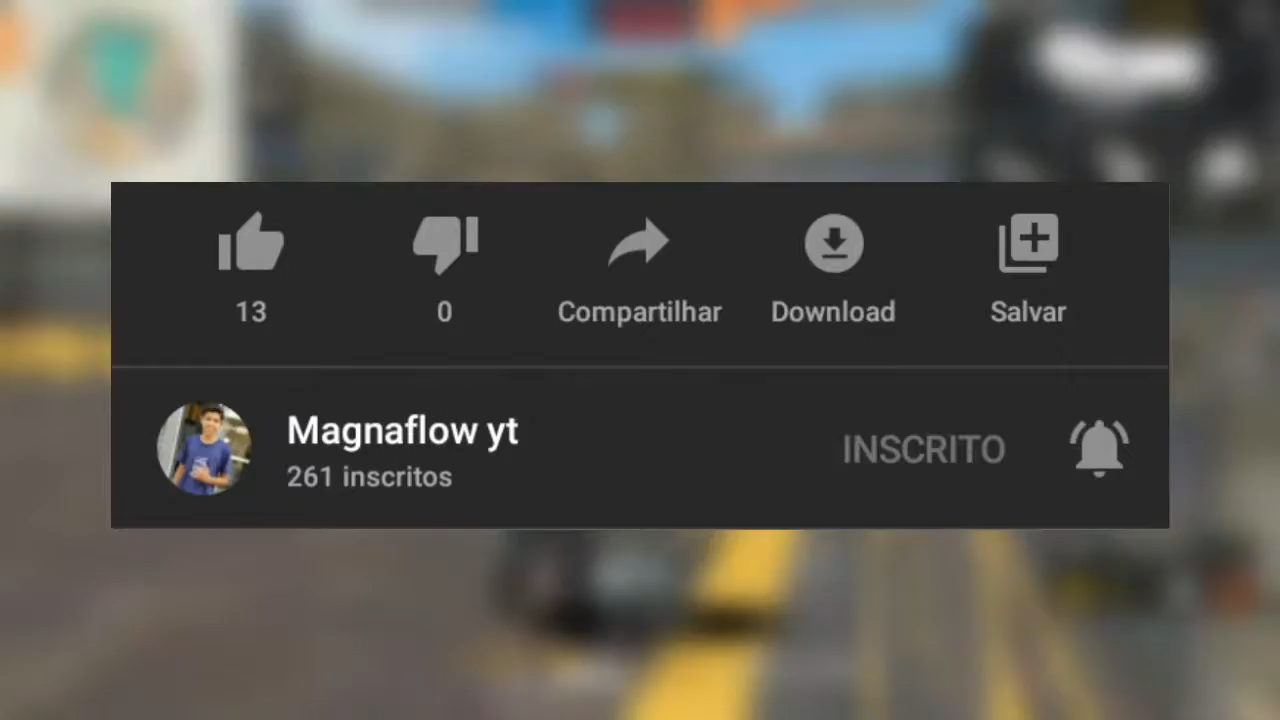 13
0
Compartilhar
Download
Salvar
Magnaflow yt
261 inscritos
INSCRITO